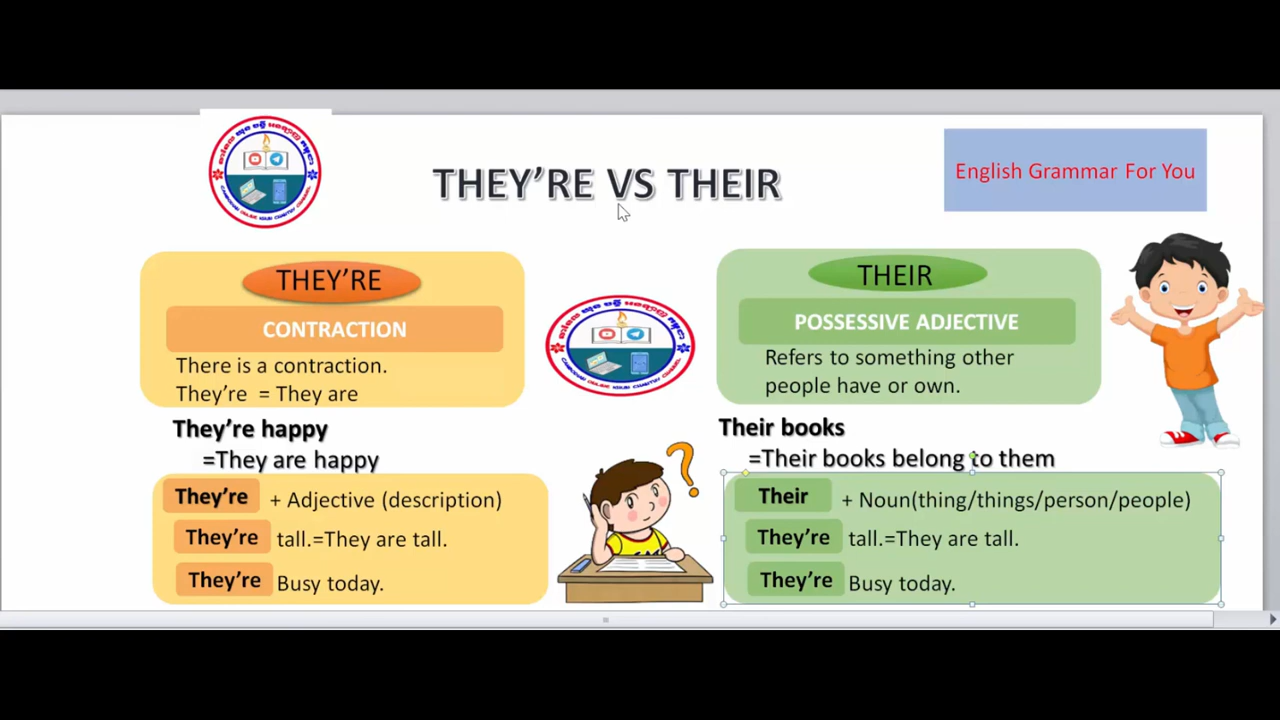 THEY'RE VS THEIR
English Grammar For You
THEY'RE
CONTRACTION
There is a contraction.
They're = They are
They're happy
=They are happy
They're + Adjective (description)
They're tall.=They are tall.
They're Busy today.
THEIR
POSSESSIVE ADJECTIVE
Refers to something other
people have or own.
Their books
=Their books belong to them
Their + Noun(thing/things/person/people)
They're tall.=They are tall.
They're Busy today.